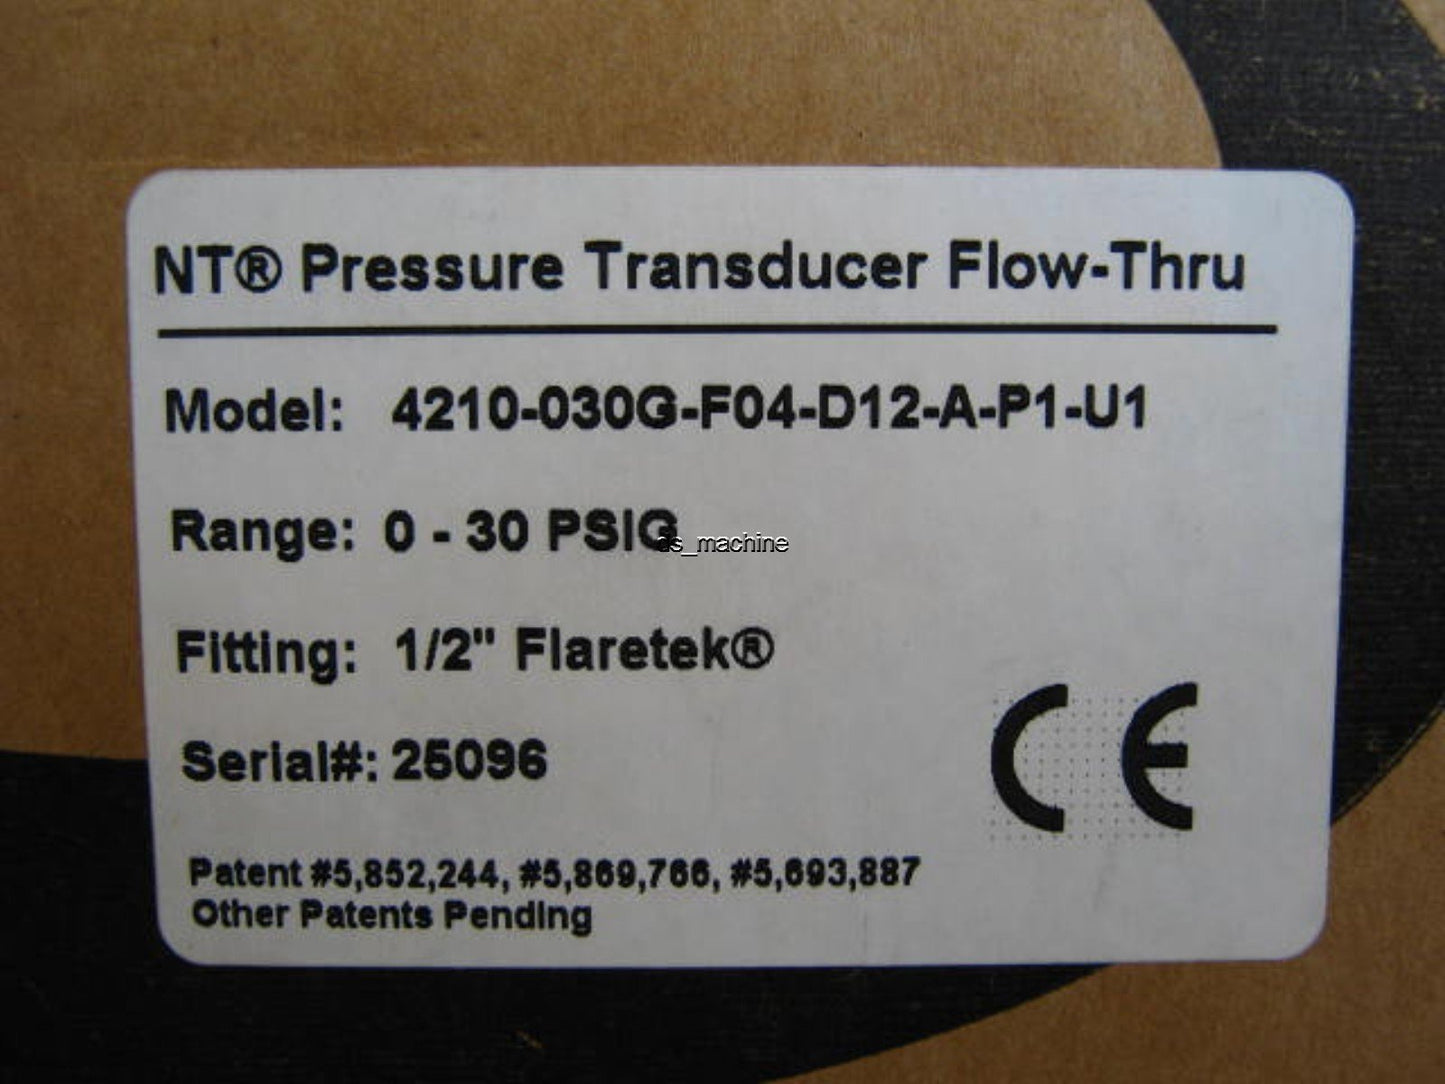 NT® Pressure Transducer Flow-Thru
Model: 4210-030G-F04-D12-A-P1-U1
Range: 0 - 30 PSIG
ds_machine
Fitting: 1/2" Flaretek®
Serial#: 25096
CE
Patent #5,852,244, #5,869,766, #5,693,887
Other Patents Pending